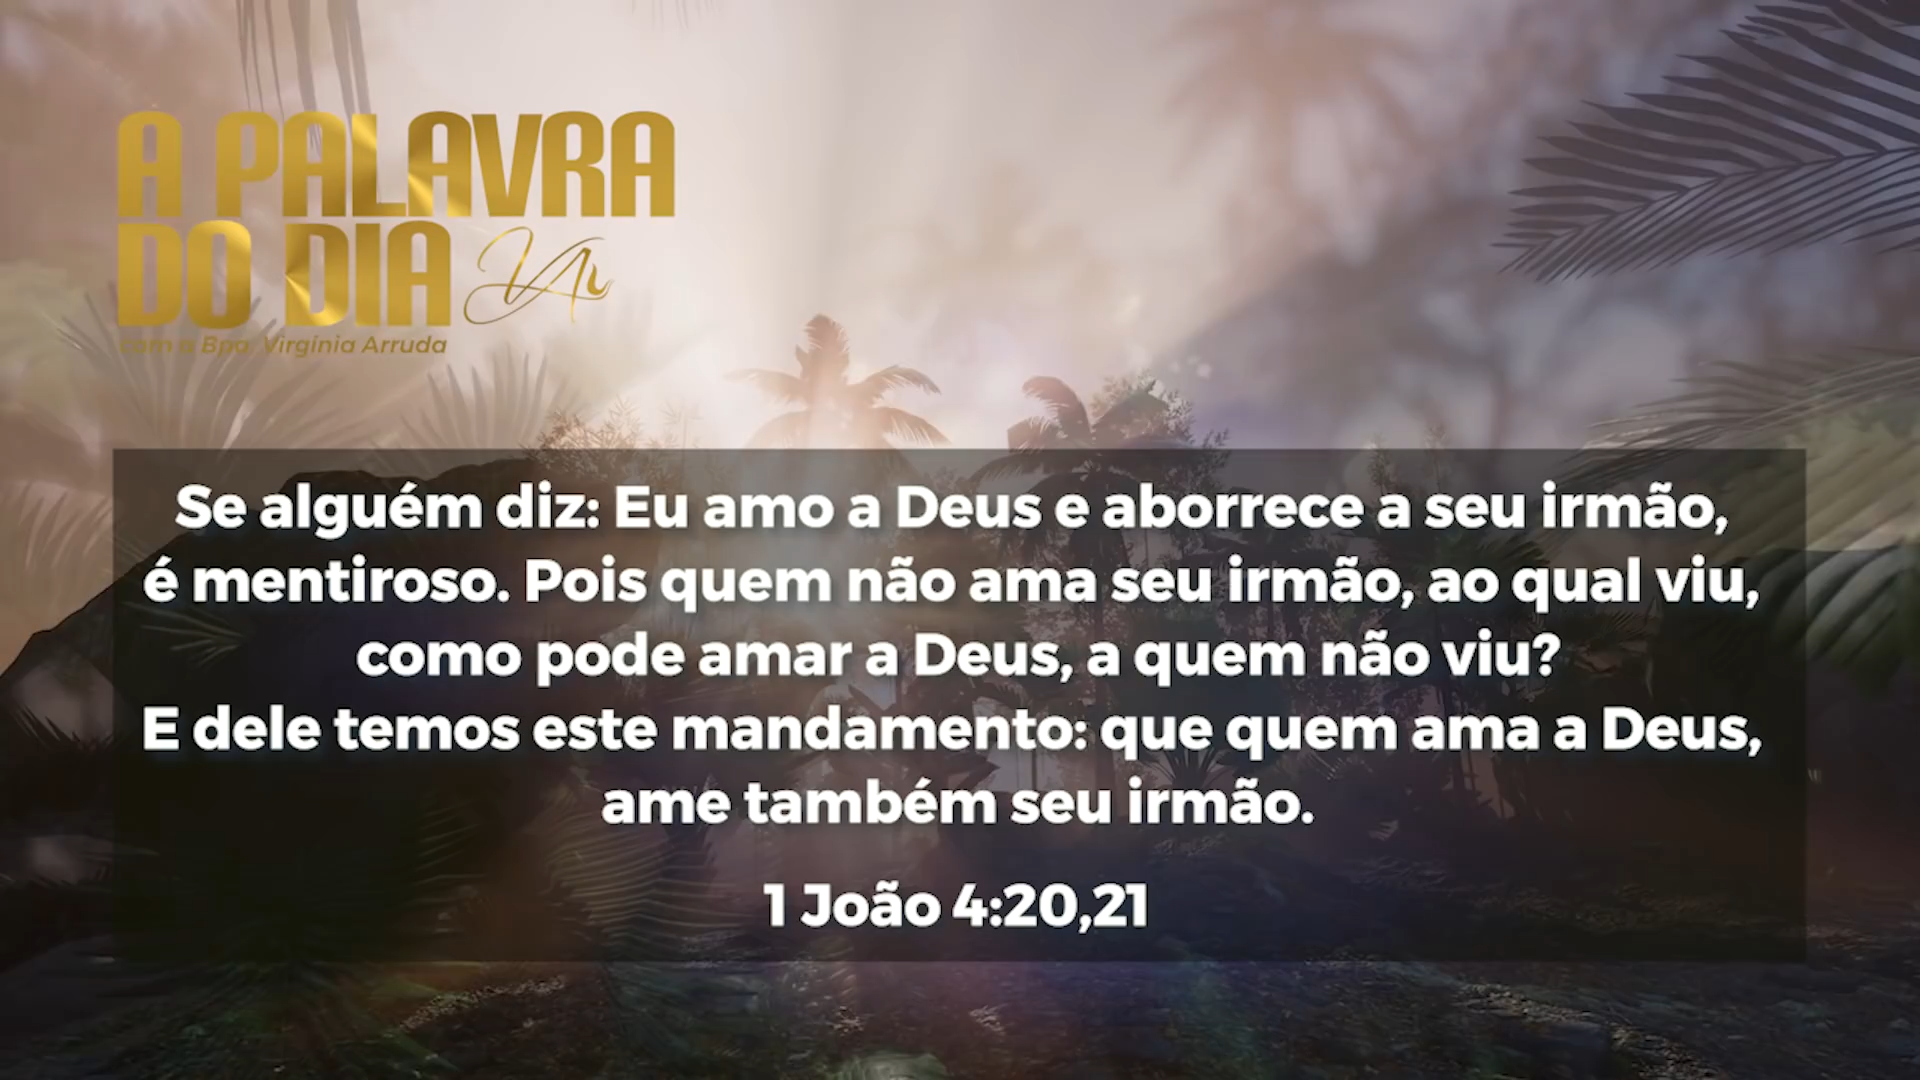 A PALAVRA
DO DIA
com a Bpa. Virginia Arruda
Se alguém diz: Eu amo a Deus e aborrece a seu irmão,
é mentiroso. Pois quem não ama seu irmão, ao qual viu,
como pode amar a Deus, a quem não viu?
E dele temos este mandamento: que quem ama a Deus,
ame também seu irmão.
1 João 4:20,21